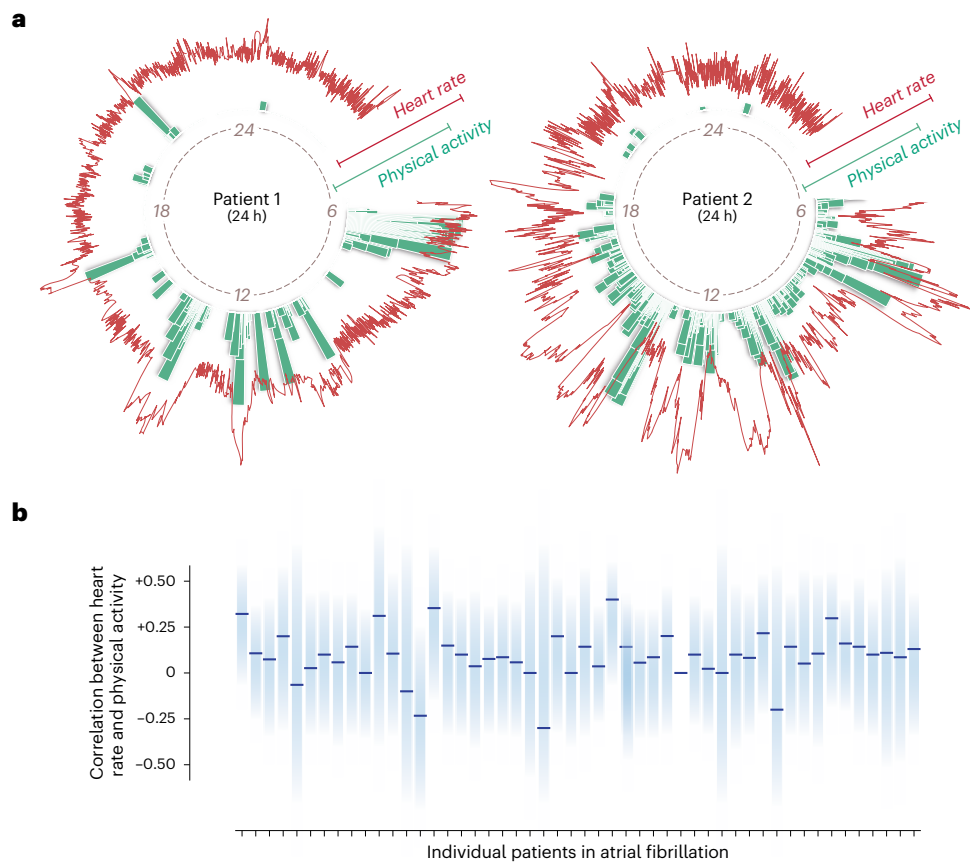 a
Heart rate
Physical activity
24
18
6
12
Patient 1
(24 h)
Heart rate
Physical activity
24
18
6
12
Patient 2
(24 h)
b
Correlation between heart
rate and physical activity
+0.50
+0.25
0
−0.25
−0.50
Individual patients in atrial fibrillation